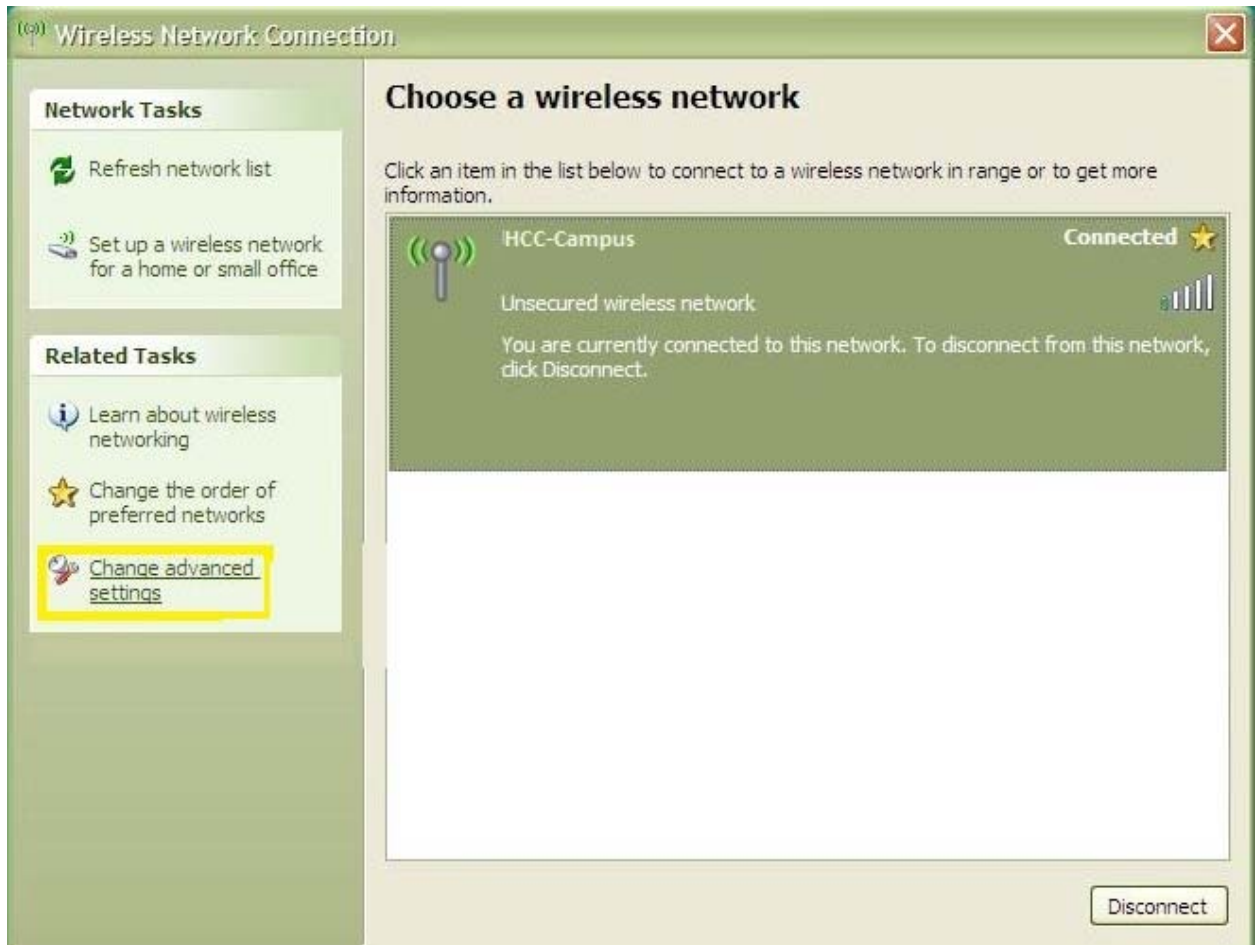 Wireless Network Connection
Network Tasks
Refresh network list
Set up a wireless network
for a home or small office
Related Tasks
Learn about wireless
networking
Change the order of
preferred networks
Change advanced
settings
Choose a wireless network
Click an item in the list below to connect to a wireless network in range or to get more
information.
HCC-Campus
Connected
Unsecured wireless network
You are currently connected to this network. To disconnect from this network,
click Disconnect.
Disconnect